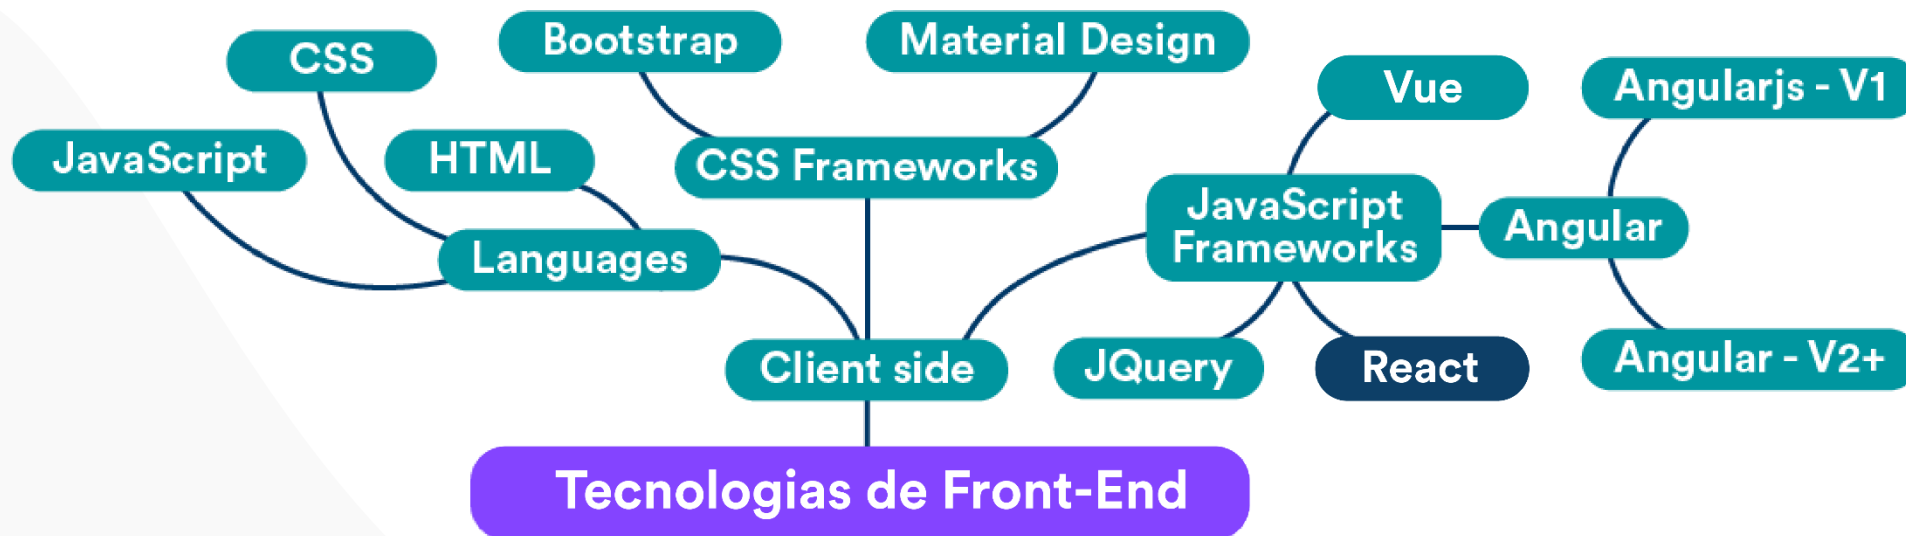 CSS
Bootstrap
Material Design
Vue
Angularjs - V1
JavaScript
HTML
CSS Frameworks
JavaScript
Frameworks
Angular
Languages
Client side
JQuery
React
Angular - V2+
Tecnologias de Front-End